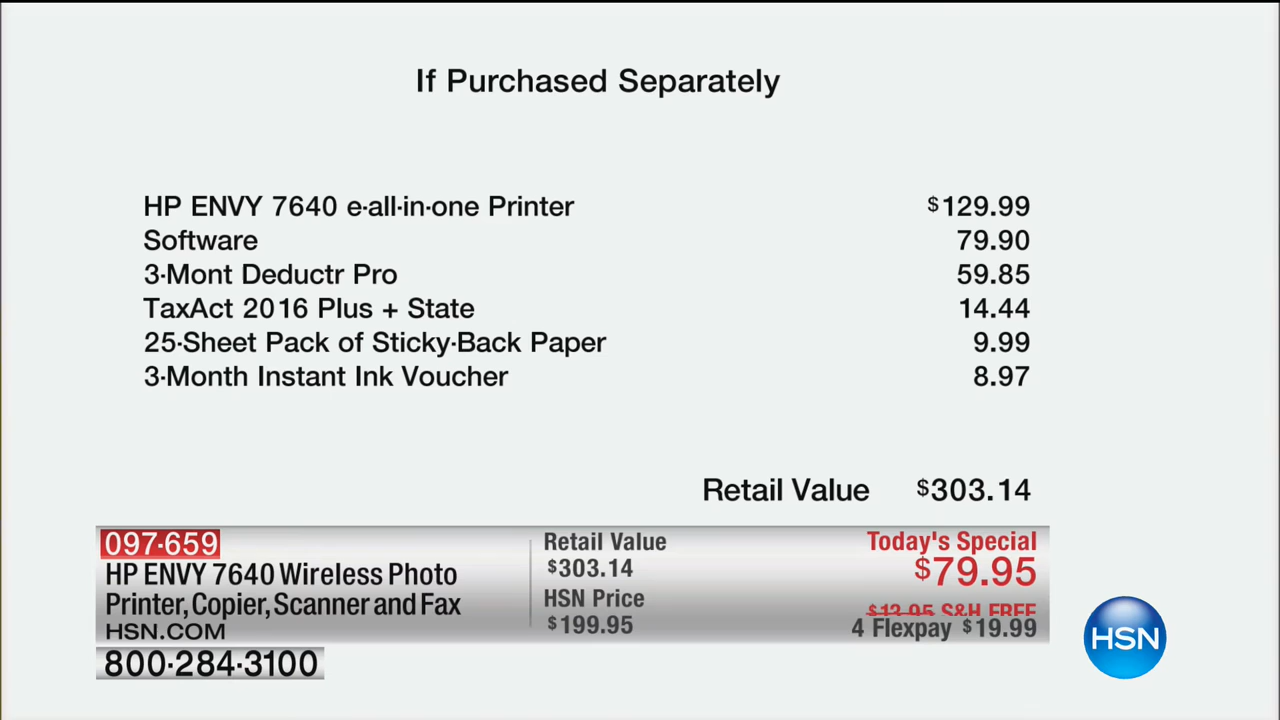 If Purchased Separately
HP ENVY 7640 e-all-in-one Printer $129.99
Software 79.90
3-Mont Deductr Pro 59.85
TaxAct 2016 Plus + State 14.44
25-Sheet Pack of Sticky-Back Paper 9.99
3-Month Instant Ink Voucher 8.97
Retail Value $303.14
097-659
HP ENVY 7640 Wireless Photo
Printer, Copier, Scanner and Fax
HSN.COM
800-284-3100
Retail Value
$303.14
HSN Price
$199.95
Today's Special
$79.95
$13.95 S&H FREE
4 Flexpay $19.99
HSN